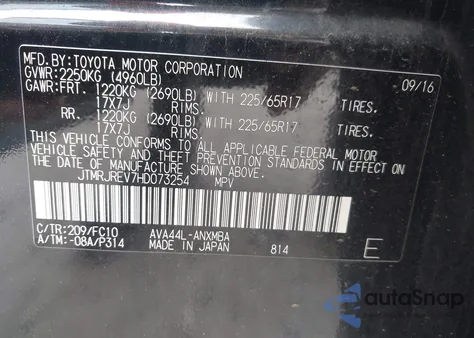 MFD.BY:TOYOTA MOTOR CORPORATION 09/16
GVWR:2250KG (4960LB)
GAWR:FRT. 1220KG (2690LB) WITH 225/65R17 TIRES.
17X7J RIMS.
RR. 1220KG (2690LB) WITH 225/65R17 TIRES.
17X7J RIMS.
THIS VEHICLE CONFORMS TO ALL APPLICABLE FEDERAL MOTOR
VEHICLE SAFETY AND THEFT PREVENTION STANDARDS IN EFFECT ON
THE DATE OF MANUFACTURE SHOWN ABOVE.
JTMRJREV7HD073254 MPV
C/TR:209/FC10 AVA44L-ANXMBA
A/TM:-08A/P314 MADE IN JAPAN 814 E
autoSnap